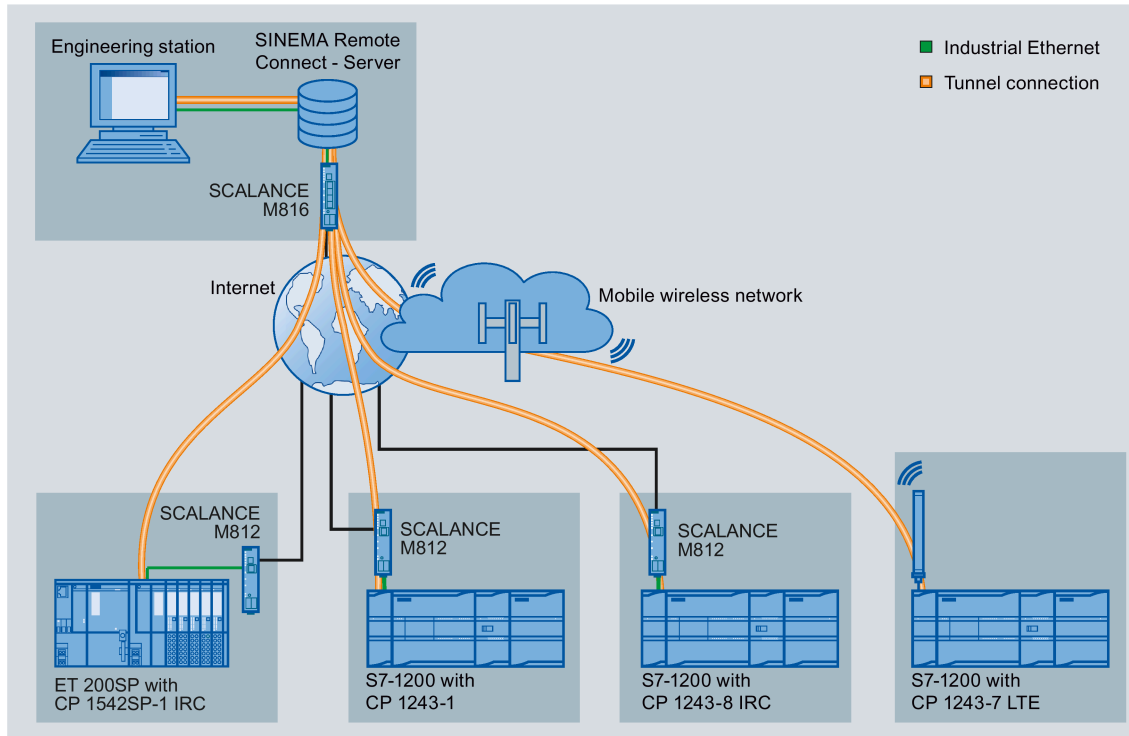 Engineering station
SINEMA Remote
Connect - Server
Industrial Ethernet
Tunnel connection
SCALANCE
M816
Internet
Mobile wireless network
SCALANCE
M812
SCALANCE
M812
SCALANCE
M812
ET 200SP with
CP 1542SP-1 IRC
S7-1200 with
CP 1243-1
S7-1200 with
CP 1243-8 IRC
S7-1200 with
CP 1243-7 LTE